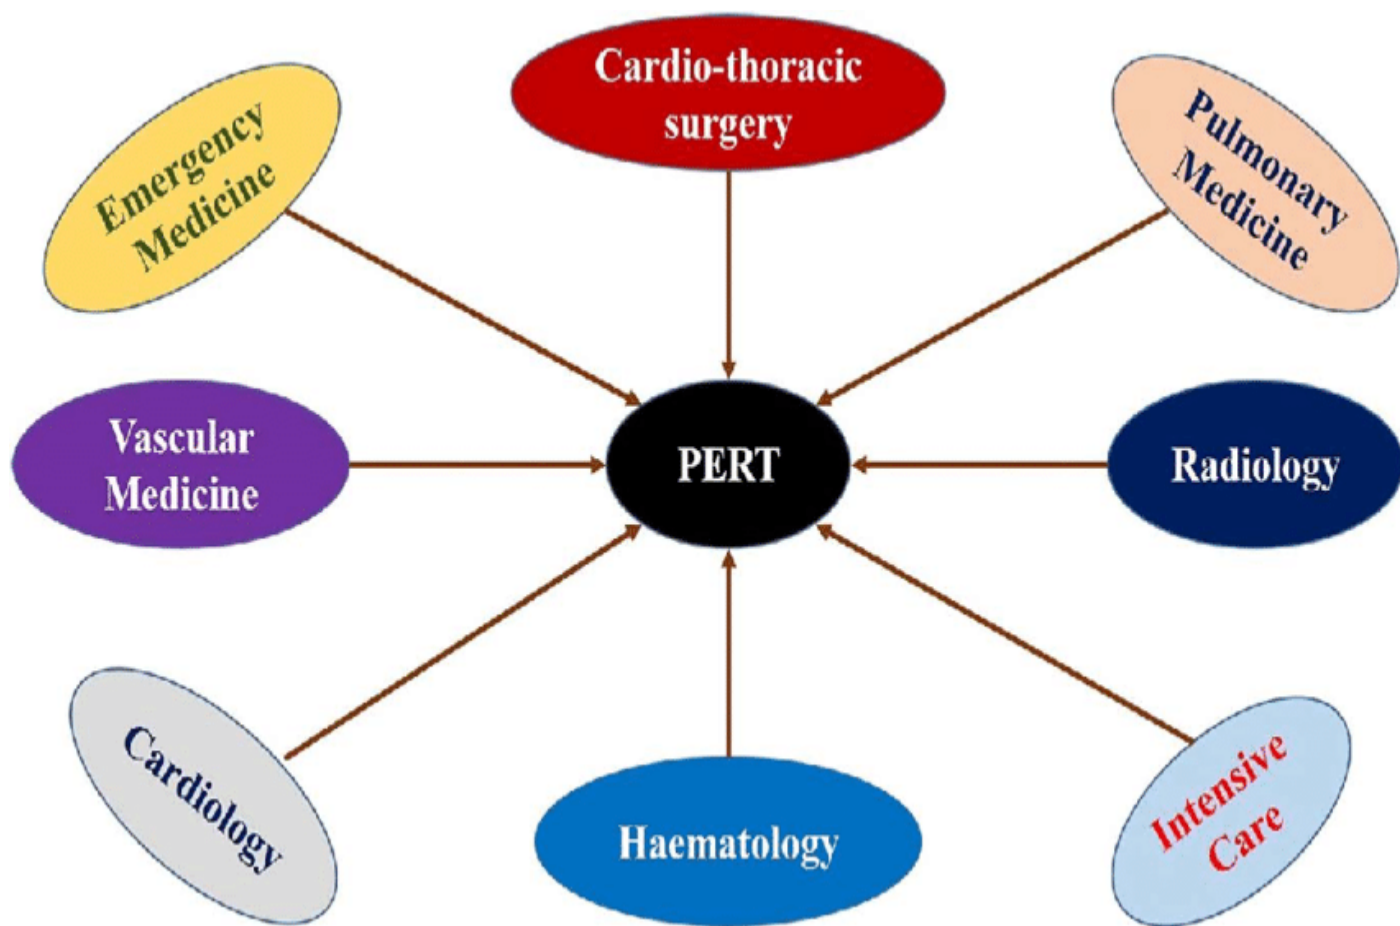 Cardio-thoracic
surgery
Emergency
Medicine
Pulmonary
Medicine
Vascular
Medicine
PERT
Radiology
Cardiology
Haematology
Intensive
Care